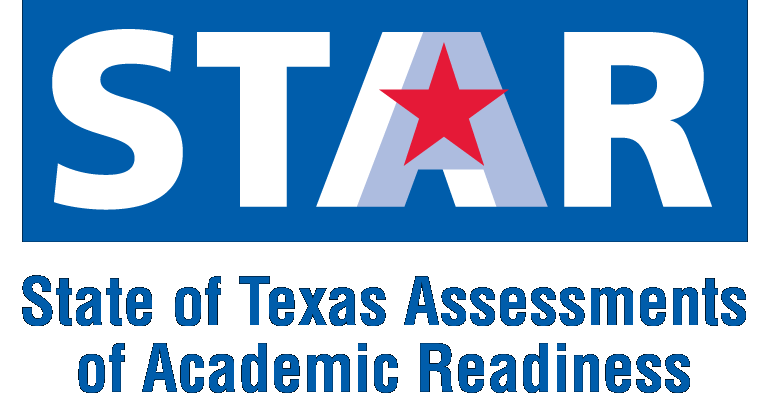 STAAR
State of Texas Assessments
of Academic Readiness